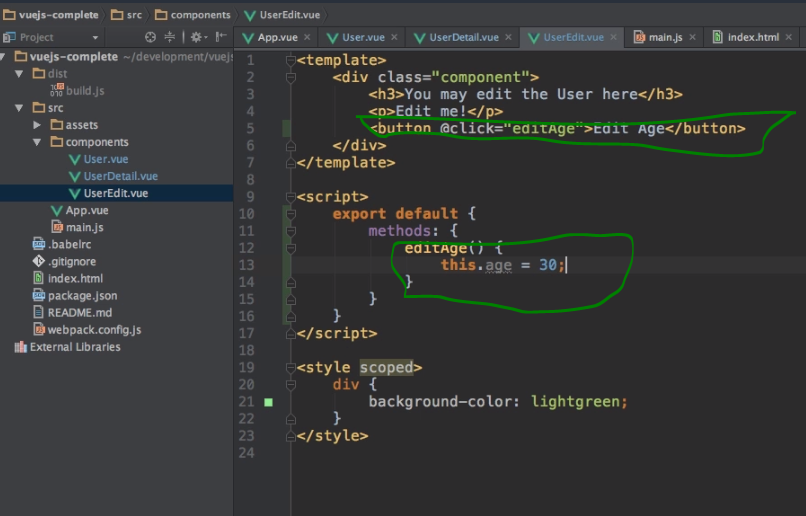 vuejs-complete src components UserEdit.vue
Project App.vue User.vue UserDetail.vue UserEdit.vue main.js index.html
vuejs-complete ~/development/vuejs
dist
build.js
src
assets
components
User.vue
UserDetail.vue
UserEdit.vue
App.vue
main.js
.babelrc
.gitignore
index.html
package.json
README.md
webpack.config.js
External Libraries
1 <template>
2 <div class="component">
3 <h3>You may edit the User here</h3>
4 <p>Edit me!</p>
5 <button @click="editAge">Edit Age</button>
6 </div>
7 </template>
8
9 <script>
10 export default {
11 methods: {
12 editAge() {
13 this.age = 30;
14 }
15 }
16 }
17 </script>
18
19 <style scoped>
20 div {
21 background-color: lightgreen;
22 }
23 </style>
24